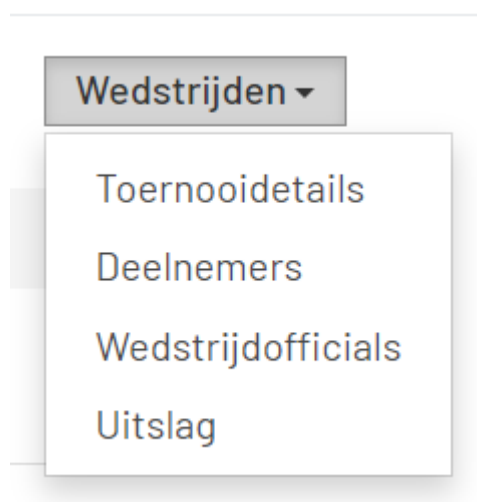 Wedstrijden
Toernooidetails
Deelnemers
Wedstrijdofficials
Uitslag